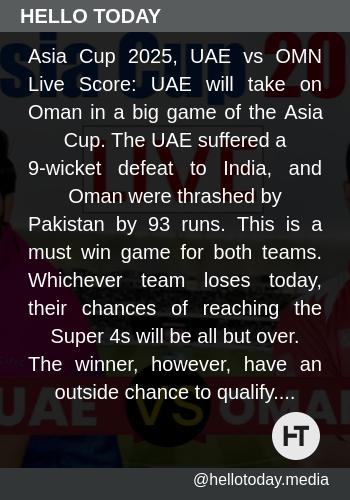 HELLO TODAY
Asia Cup 2025, UAE vs OMN
Live Score: UAE will take on
Oman in a big game of the Asia
Cup. The UAE suffered a
9-wicket defeat to India, and
Oman were thrashed by
Pakistan by 93 runs. This is a
must win game for both teams.
Whichever team loses today,
their chances of reaching the
Super 4s will be all but over.
The winner, however, have an
outside chance to qualify....
UAE VS OMAN
HT
@hellotoday.media